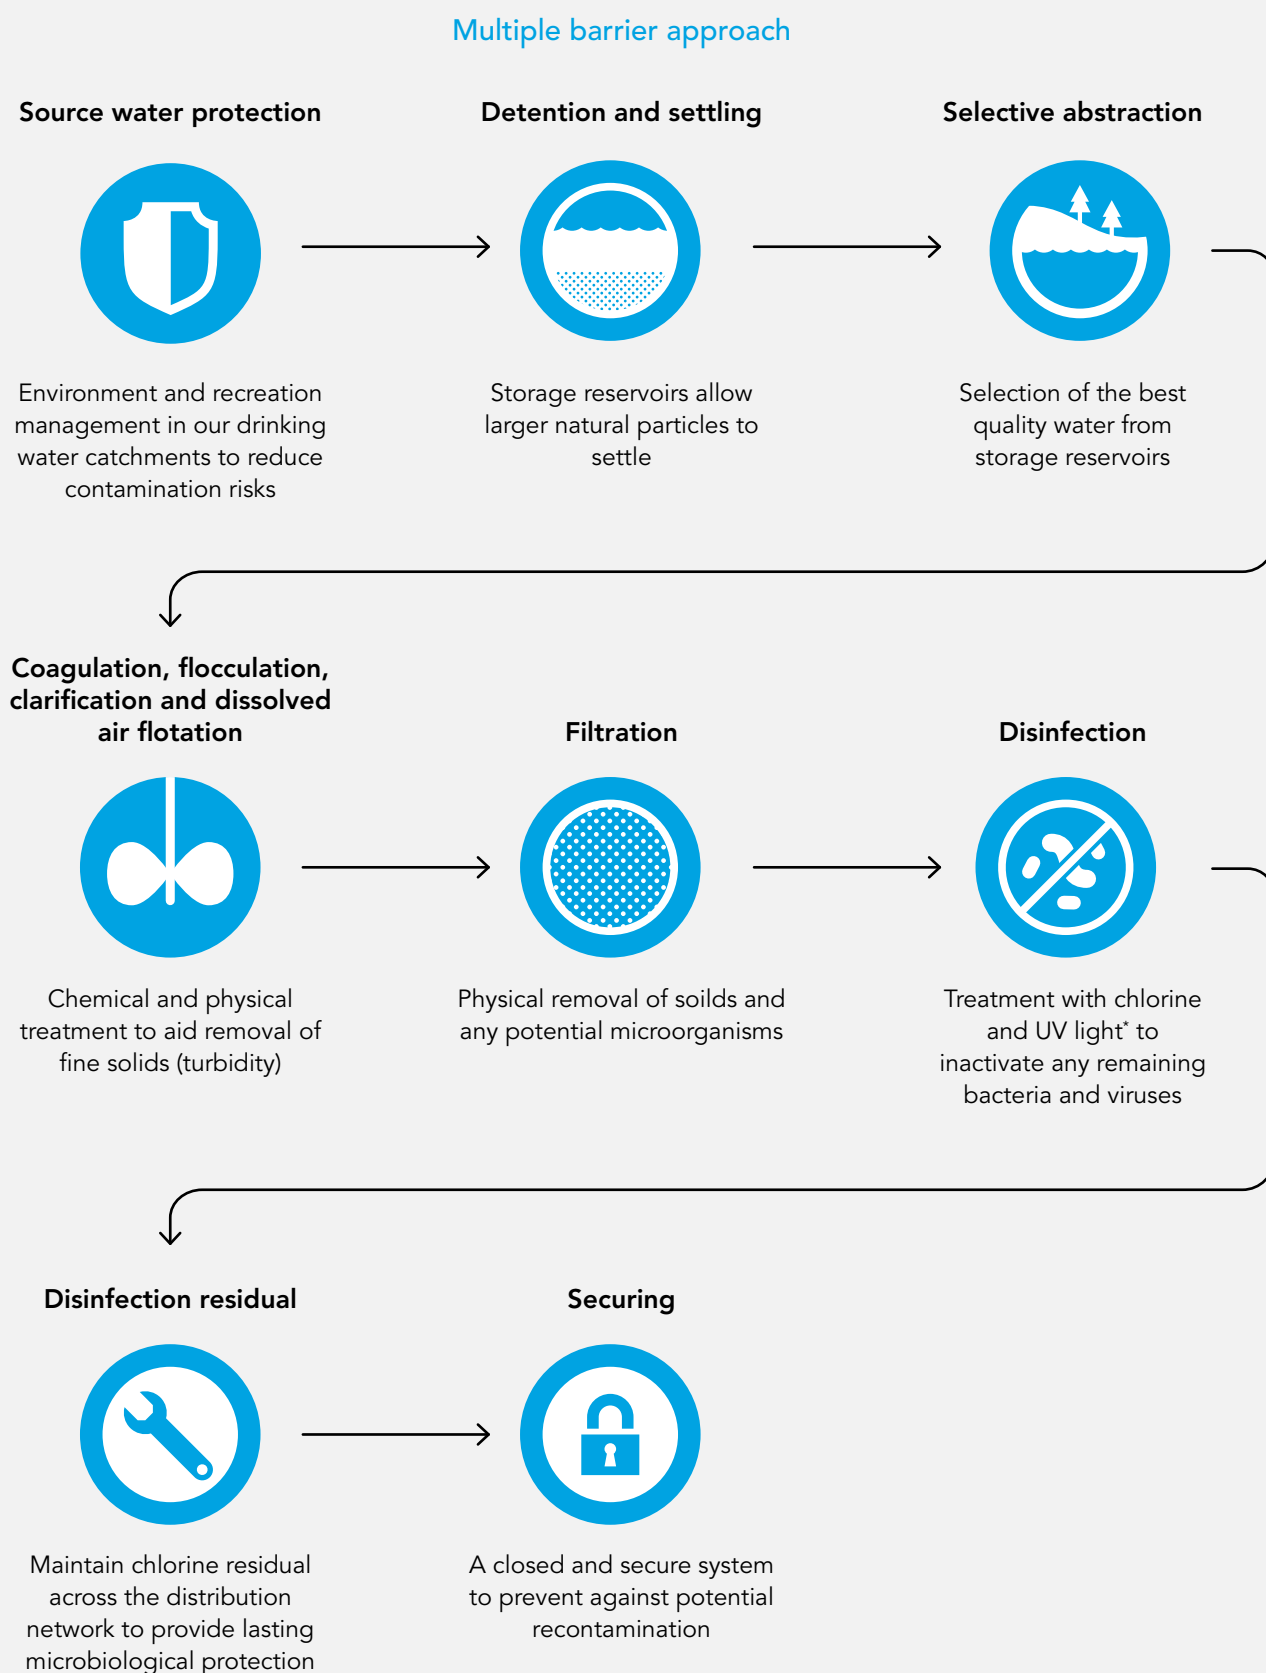 Multiple barrier approach
Source water protection
Environment and recreation
management in our drinking
water catchments to reduce
contamination risks
Detention and settling
Storage reservoirs allow
larger natural particles to
settle
Selective abstraction
Selection of the best
quality water from
storage reservoirs
Coagulation, flocculation,
clarification and dissolved
air flotation
Chemical and physical
treatment to aid removal of
fine solids (turbidity)
Filtration
Physical removal of soilds and
any potential microorganisms
Disinfection
Treatment with chlorine
and UV light* to
inactivate any remaining
bacteria and viruses
Disinfection residual
Maintain chlorine residual
across the distribution
network to provide lasting
microbiological protection
Securing
A closed and secure system
to prevent against potential
recontamination